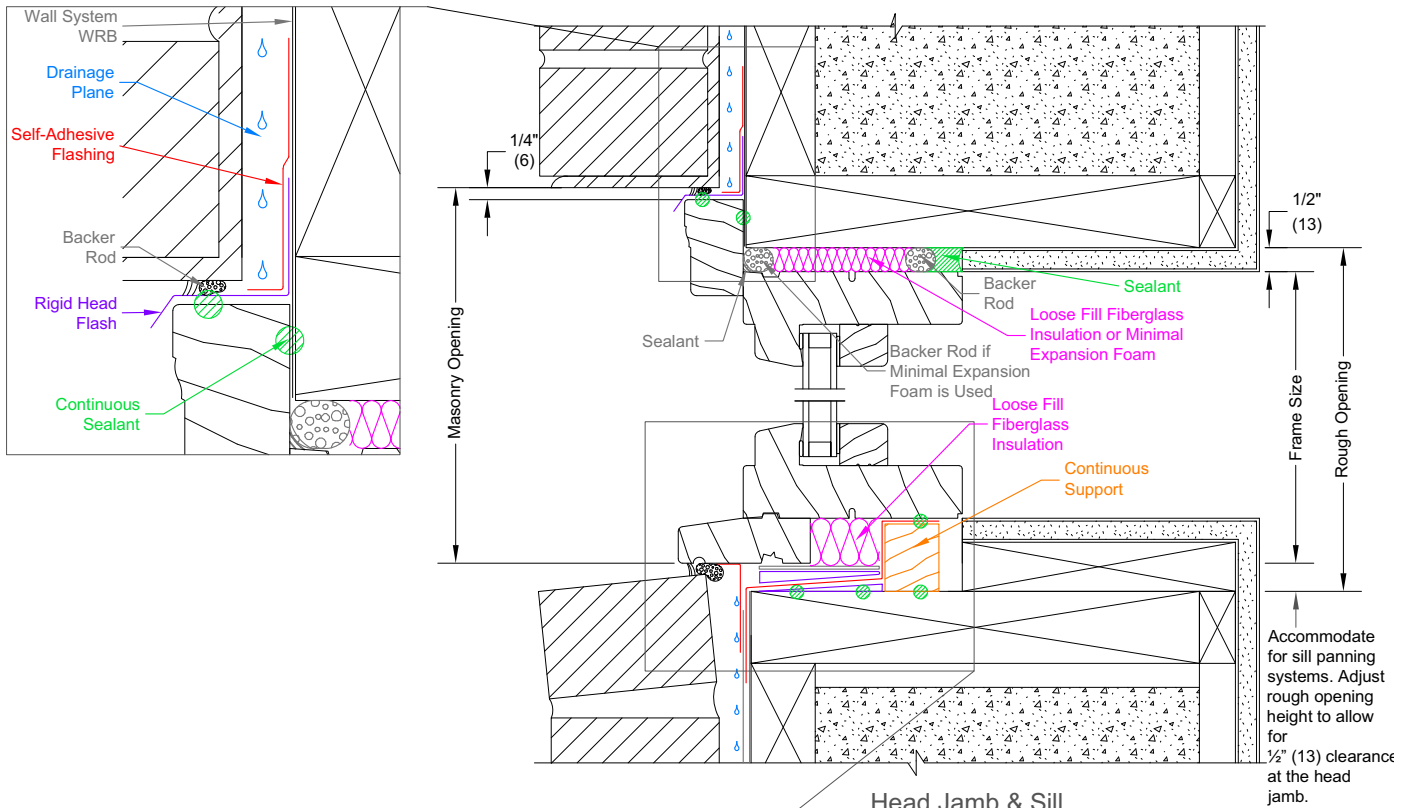 Wall System
WRB
Drainage
Plane
Self-Adhesive
Flashing
Backer
Rod
Rigid Head
Flash
Continuous
Sealant
1/4"
(6)
Masonry Opening
1/2"
(13)
Sealant
Backer
Rod
Sealant
Loose Fill Fiberglass
Insulation or Minimal
Expansion Foam
Backer Rod if
Minimal Expansion
Foam is Used
Loose Fill
Fiberglass
Insulation
Continuous
Support
Frame Size
Rough Opening
Accommodate
for sill panning
systems. Adjust
rough opening
height to allow
for
½" (13) clearance
at the head
jamb.
Head Jamb & Sill